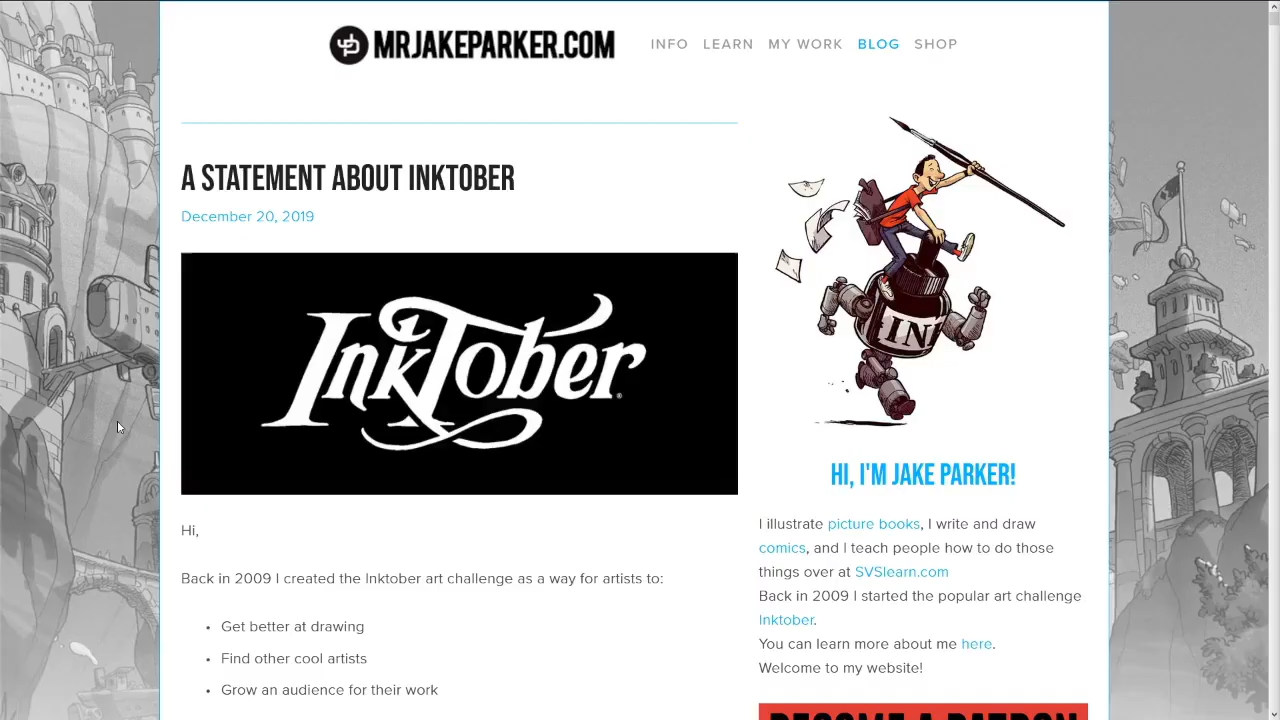 MRJAKEPARKER.COM
INFO LEARN MY WORK BLOG SHOP
A STATEMENT ABOUT INKTOBER
December 20, 2019
InkTober®
Hi,
Back in 2009 I created the Inktober art challenge as a way for artists to:
• Get better at drawing
• Find other cool artists
• Grow an audience for their work
INK
HI, I'M JAKE PARKER!
I illustrate picture books, I write and draw
comics, and I teach people how to do those
things over at SVSlearn.com
Back in 2009 I started the popular art challenge
Inktober.
You can learn more about me here.
Welcome to my website!
BECOME A PATRON